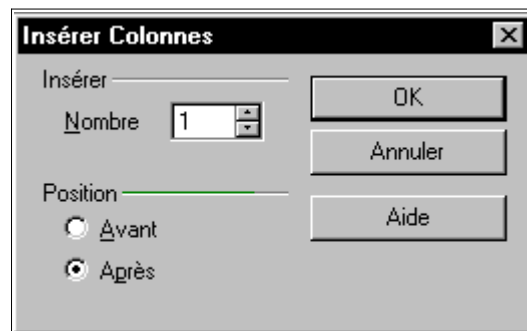 Insérer Colonnes
Insérer
Nombre 1
OK
Annuler
Position
Avant
Après
Aide